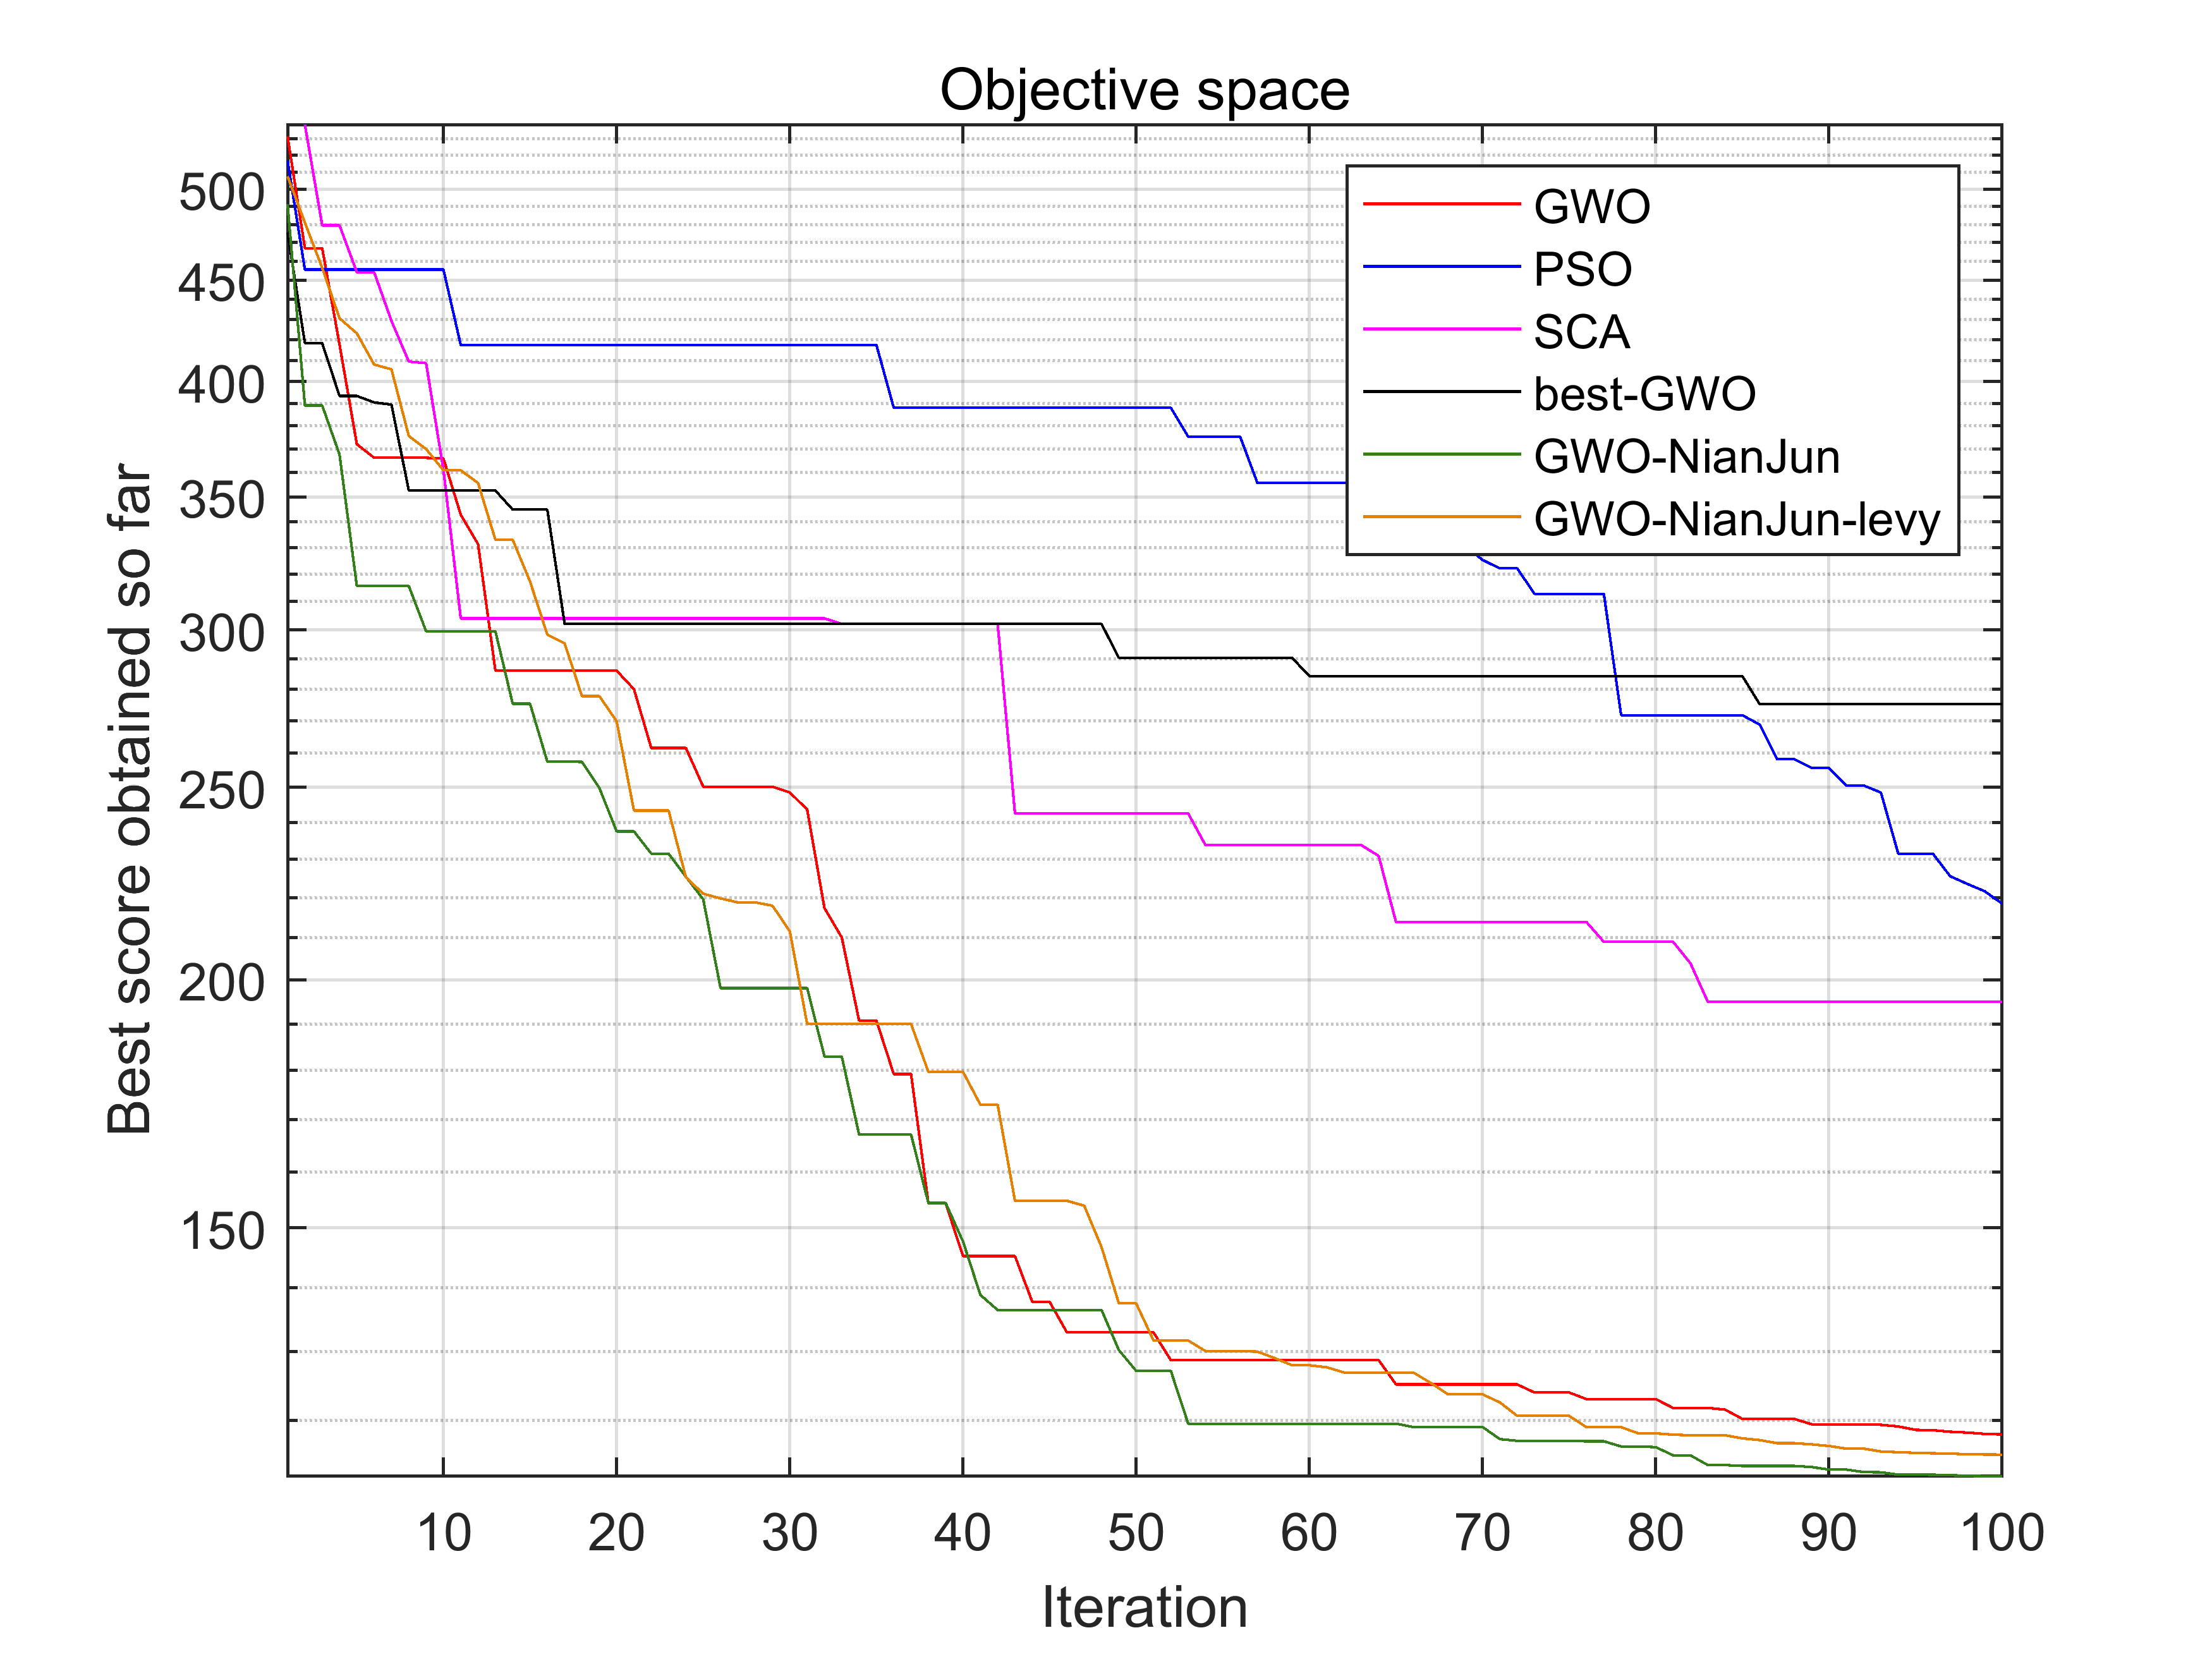 Objective space
500
450
400
350
300
250
200
150
Best score obtained so far
GWO
PSO
SCA
best-GWO
GWO-NianJun
GWO-NianJun-levy
10 20 30 40 50 60 70 80 90 100
Iteration